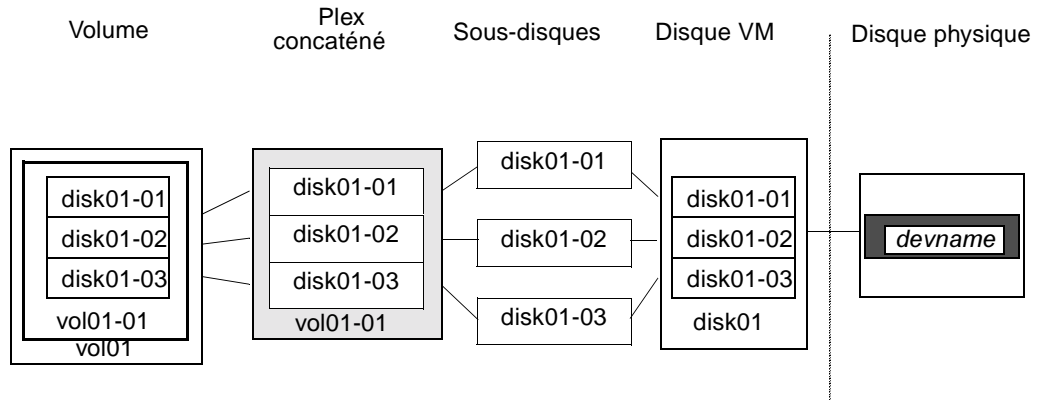 Volume
Plex
concaténé
Sous-disques
Disque VM
Disque physique
disk01-01
disk01-02
disk01-03
vol01-01
vol01
disk01-01
disk01-02
disk01-03
vol01-01
disk01-01
disk01-02
disk01-03
disk01-01
disk01-02
disk01-03
disk01
devname